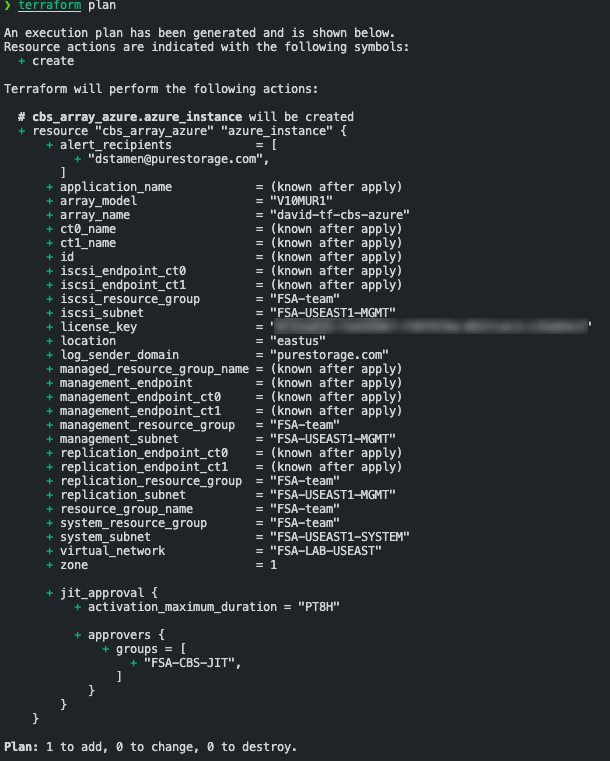 ❯ terraform plan
An execution plan has been generated and is shown below.
Resource actions are indicated with the following symbols:
+ create
Terraform will perform the following actions:
# cbs_array_azure.azure_instance will be created
+ resource "cbs_array_azure" "azure_instance" {
+ alert_recipients = [
+ "dstamen@purestorage.com",
]
+ application_name = (known after apply)
+ array_model = "V10MUR1"
+ array_name = "david-tf-cbs-azure"
+ ct0_name = (known after apply)
+ ct1_name = (known after apply)
+ id = (known after apply)
+ iscsi_endpoint_ct0 = (known after apply)
+ iscsi_endpoint_ct1 = (known after apply)
+ iscsi_resource_group = "FSA-team"
+ iscsi_subnet = "FSA-USEAST1-MGMT"
+ license_key = ' '
+ location = "eastus"
+ log_sender_domain = "purestorage.com"
+ managed_resource_group_name = (known after apply)
+ management_endpoint = (known after apply)
+ management_endpoint_ct0 = (known after apply)
+ management_endpoint_ct1 = (known after apply)
+ management_resource_group = "FSA-team"
+ management_subnet = "FSA-USEAST1-MGMT"
+ replication_endpoint_ct0 = (known after apply)
+ replication_endpoint_ct1 = (known after apply)
+ replication_resource_group = "FSA-team"
+ replication_subnet = "FSA-USEAST1-MGMT"
+ resource_group_name = "FSA-team"
+ system_resource_group = "FSA-team"
+ system_subnet = "FSA-USEAST1-SYSTEM"
+ virtual_network = "FSA-LAB-USEAST"
+ zone = 1
+ jit_approval {
+ activation_maximum_duration = "PT8H"
+ approvers {
+ groups = [
+ "FSA-CBS-JIT",
]
}
}
}
Plan: 1 to add, 0 to change, 0 to destroy.